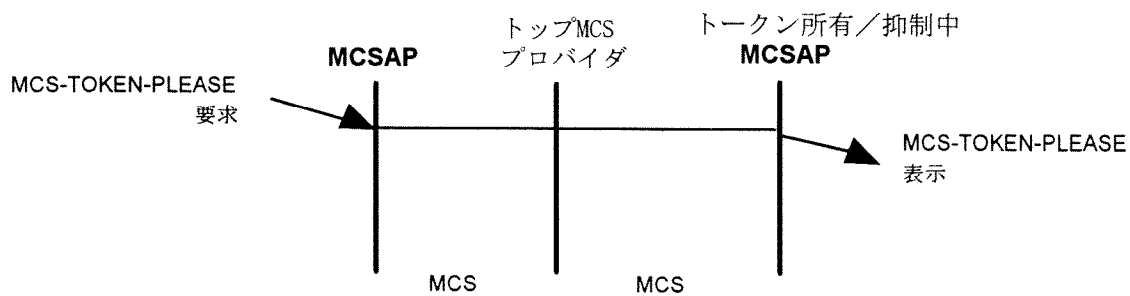 トップMCS
プロバイダ
トークン所有／抑制中
MCSAP
MCSAP
MCS-TOKEN-PLEASE
要求
MCS-TOKEN-PLEASE
表示
MCS
MCS